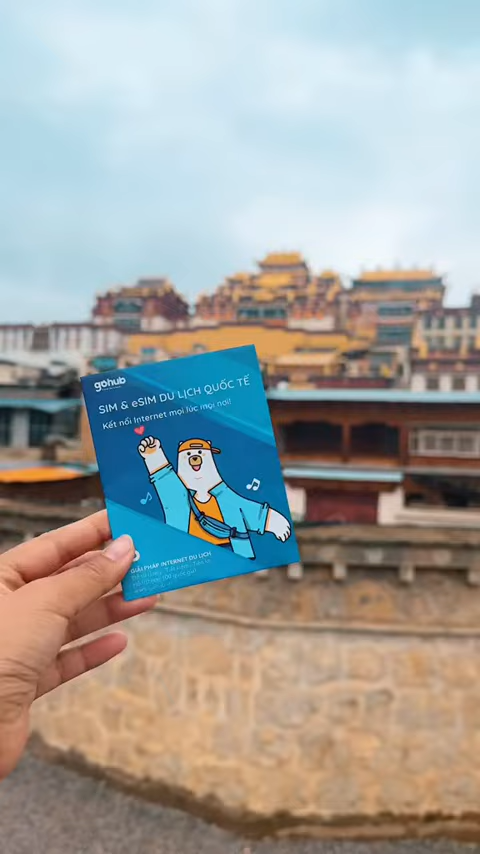 gohub
SIM & eSIM DU LỊCH QUỐC TẾ
Kết nối Internet mọi lúc mọi nơi!
GIẢI PHÁP INTERNET DU LỊCH